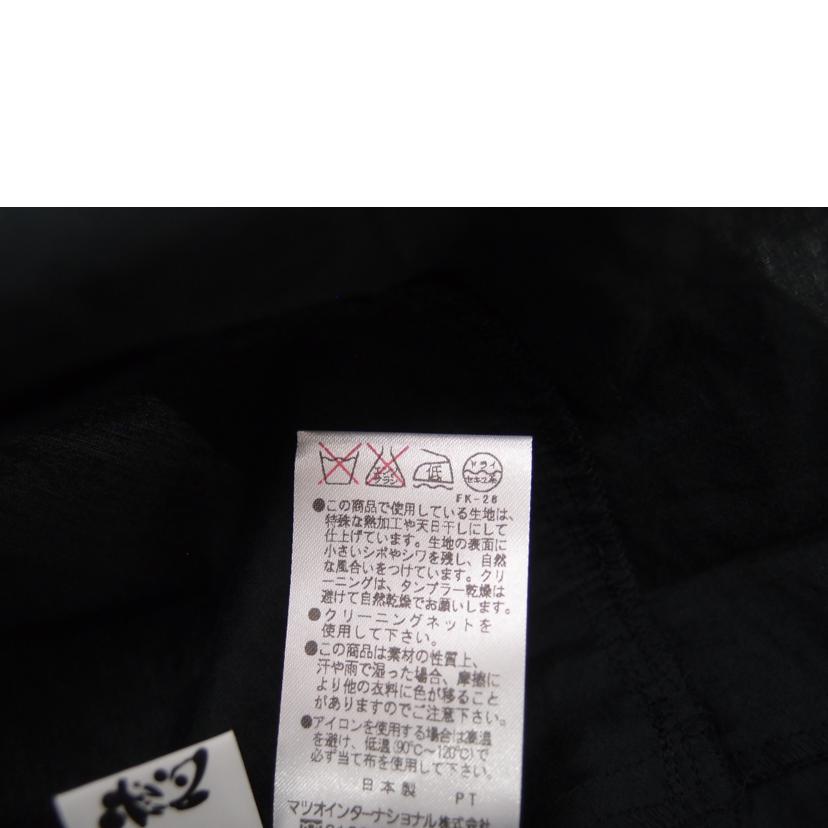 エンソ
サラシ
低
ドライ
セキユ系
FK-26
●この商品で使用している生地は、
特殊な熱加工や天日干しにして
仕上げています。生地の表面に
小さいシボやシワを残し、自然
な風合いをつけています。クリ
ーニングは、タンブラー乾燥は
避けて自然乾燥でお願いします。
●クリーニングネットを
使用して下さい。
●この商品は素材の性質上、
汗や雨で湿った場合、摩擦に
より他の衣料に色が移ること
がありますのでご注意下さい。
●アイロンを使用する場合は高温
を避け、低温(90℃〜120℃)で
必ず当て布を使用して下さい。
日本製 PT
マツオインターナショナル株式会社